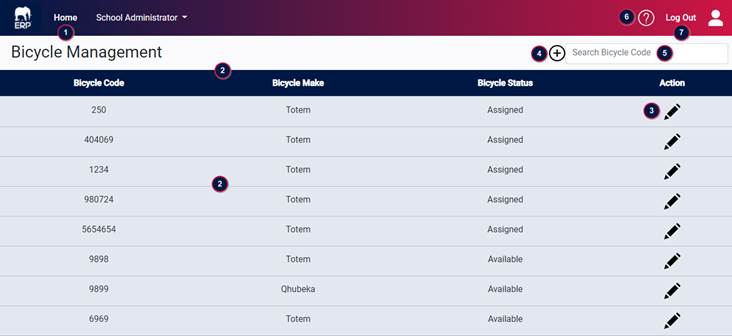 ERP
Home
School Administrator
6
?
Log Out
1
7
Bicycle Management
4
Search Bicycle Code
5
2
Bicycle Code Bicycle Make Bicycle Status Action
250 Totem Assigned 3
404069 Totem Assigned
1234 Totem Assigned
2
980724 Totem Assigned
5654654 Totem Assigned
9898 Totem Available
9899 Qhubeka Available
6969 Totem Available